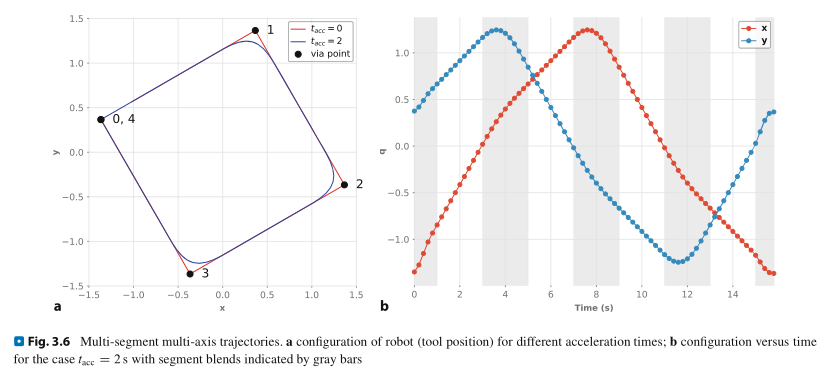 1.5
1.0
0.5
0.0
−0.5
−1.0
−1.5
−1.5 −1.0 −0.5 0.0 0.5 1.0 1.5
y
x
t_acc = 0
t_acc = 2
via point
1
0, 4
2
3
a
1.0
0.5
0.0
−0.5
−1.0
0 2 4 6 8 10 12 14
q
Time (s)
x
y
b
Fig. 3.6 Multi-segment multi-axis trajectories. a configuration of robot (tool position) for different acceleration times; b configuration versus time
for the case t_acc = 2 s with segment blends indicated by gray bars